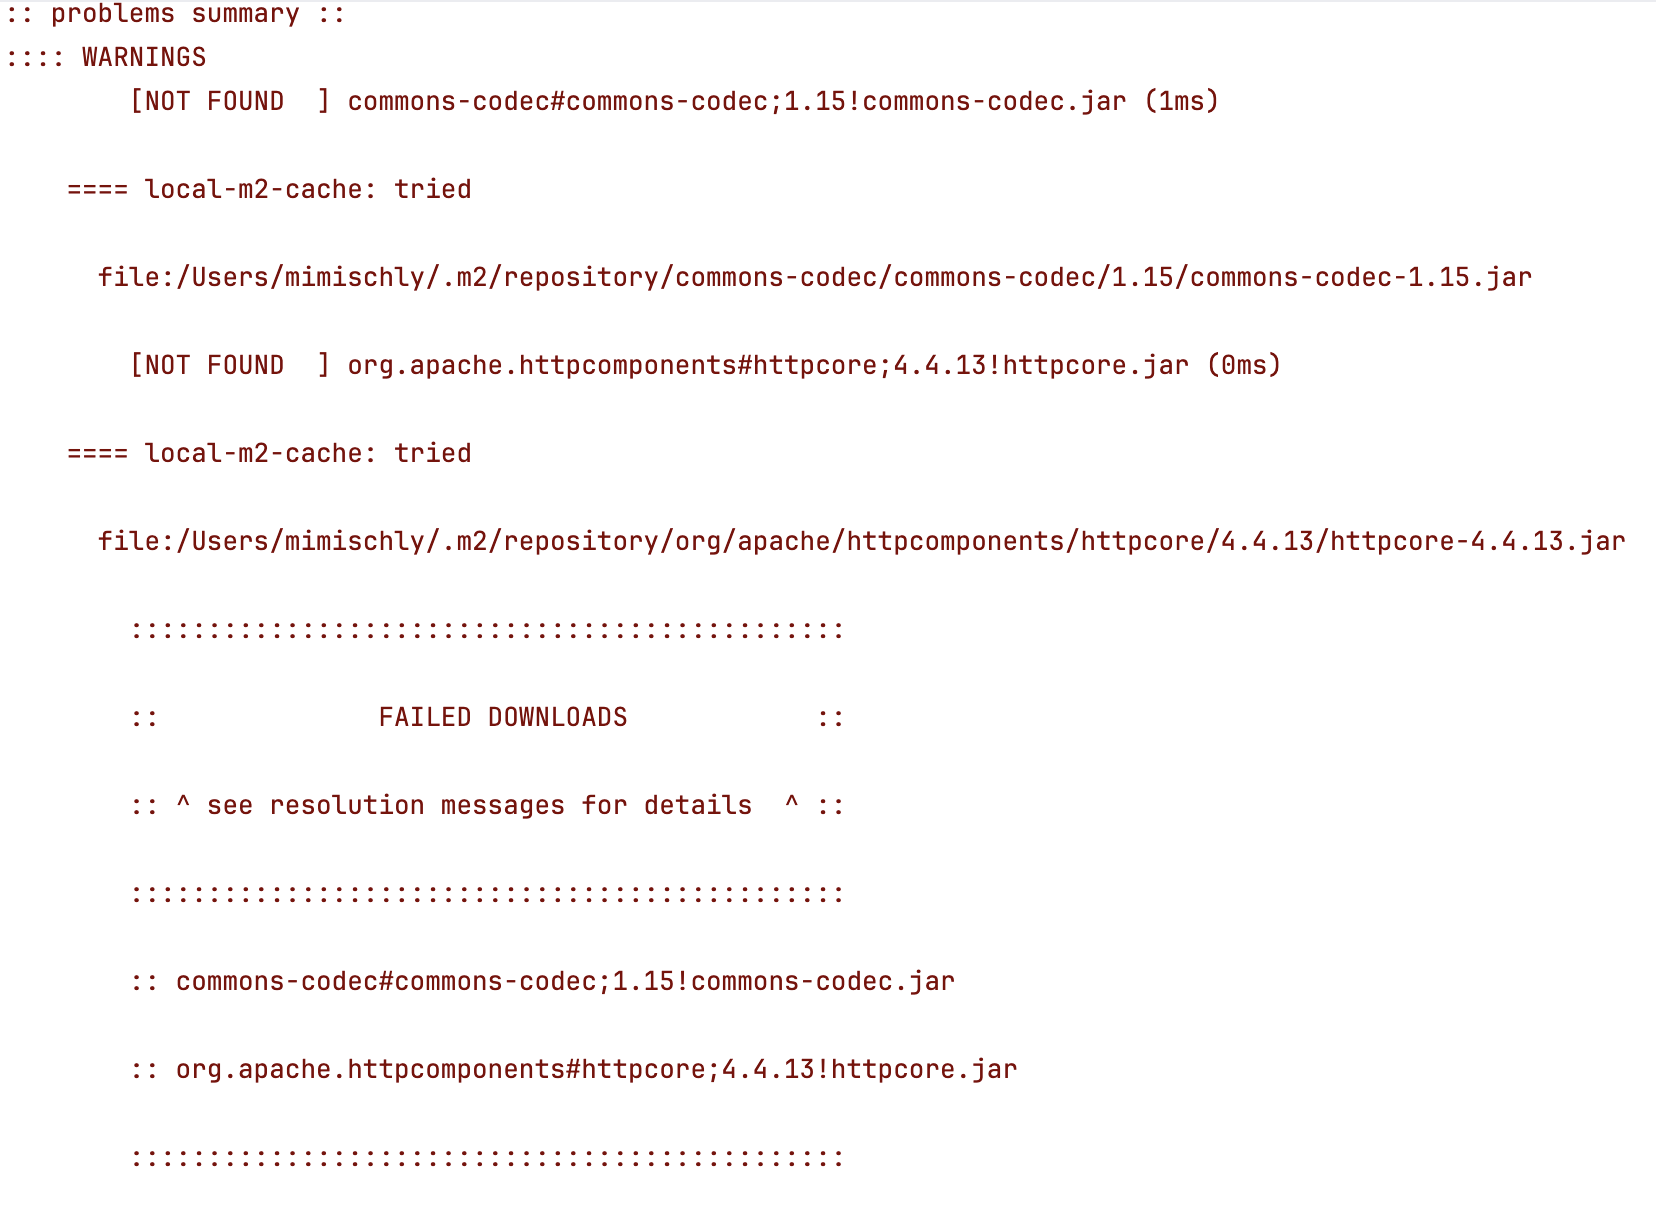 :: problems summary ::
:::: WARNINGS
[NOT FOUND  ] commons-codec#commons-codec;1.15!commons-codec.jar (1ms)
==== local-m2-cache: tried
file:/Users/mimischly/.m2/repository/commons-codec/commons-codec/1.15/commons-codec-1.15.jar
[NOT FOUND  ] org.apache.httpcomponents#httpcore;4.4.13!httpcore.jar (0ms)
==== local-m2-cache: tried
file:/Users/mimischly/.m2/repository/org/apache/httpcomponents/httpcore/4.4.13/httpcore-4.4.13.jar
::::::::::::::::::::::::::::::::::::::::::::::
::              FAILED DOWNLOADS            ::
:: ^ see resolution messages for details  ^ ::
::::::::::::::::::::::::::::::::::::::::::::::
:: commons-codec#commons-codec;1.15!commons-codec.jar
:: org.apache.httpcomponents#httpcore;4.4.13!httpcore.jar
::::::::::::::::::::::::::::::::::::::::::::::